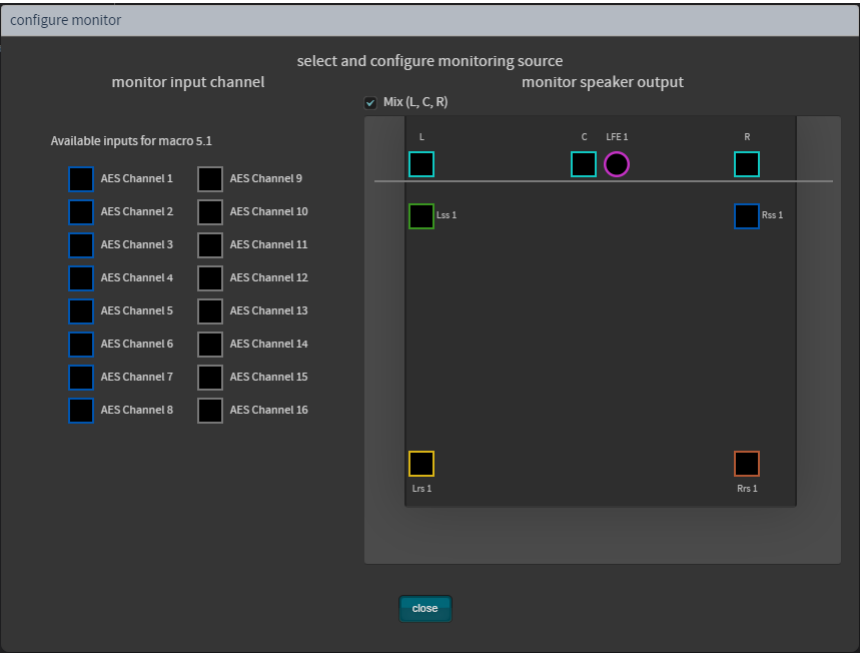 configure monitor
select and configure monitoring source
monitor input channel
monitor speaker output
Mix (L, C, R)
Available inputs for macro 5.1
AES Channel 1
AES Channel 9
AES Channel 2
AES Channel 10
AES Channel 3
AES Channel 11
AES Channel 4
AES Channel 12
AES Channel 5
AES Channel 13
AES Channel 6
AES Channel 14
AES Channel 7
AES Channel 15
AES Channel 8
AES Channel 16
L
C
LFE 1
R
Lss 1
Rss 1
Lrs 1
Rrs 1
close